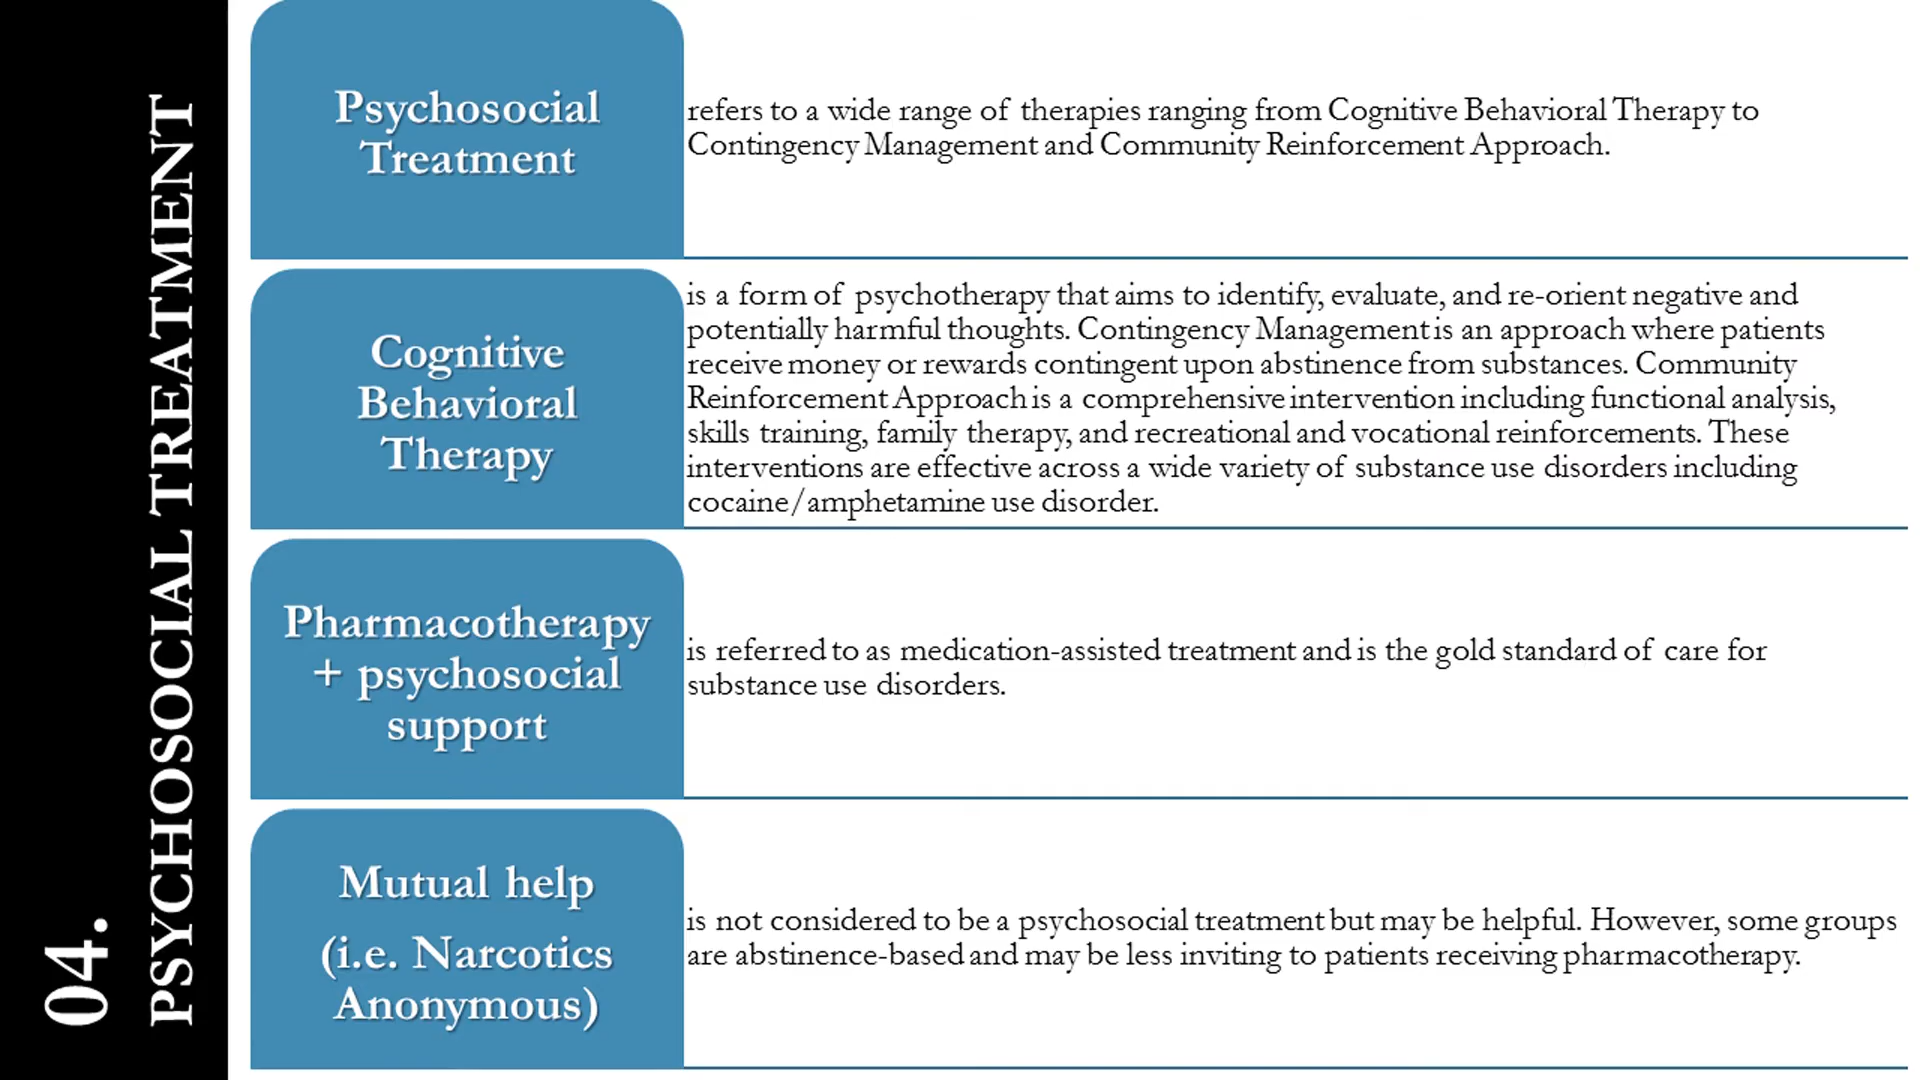 04.
PSYCHOSOCIAL TREATMENT
Psychosocial
Treatment
refers to a wide range of therapies ranging from Cognitive Behavioral Therapy to
Contingency Management and Community Reinforcement Approach.
Cognitive
Behavioral
Therapy
is a form of psychotherapy that aims to identify, evaluate, and re-orient negative and
potentially harmful thoughts. Contingency Management is an approach where patients
receive money or rewards contingent upon abstinence from substances. Community
Reinforcement Approach is a comprehensive intervention including functional analysis,
skills training, family therapy, and recreational and vocational reinforcements. These
interventions are effective across a wide variety of substance use disorders including
cocaine/amphetamine use disorder.
Pharmacotherapy
+ psychosocial
support
is referred to as medication-assisted treatment and is the gold standard of care for
substance use disorders.
Mutual help
(i.e. Narcotics
Anonymous)
is not considered to be a psychosocial treatment but may be helpful. However, some groups
are abstinence-based and may be less inviting to patients receiving pharmacotherapy.